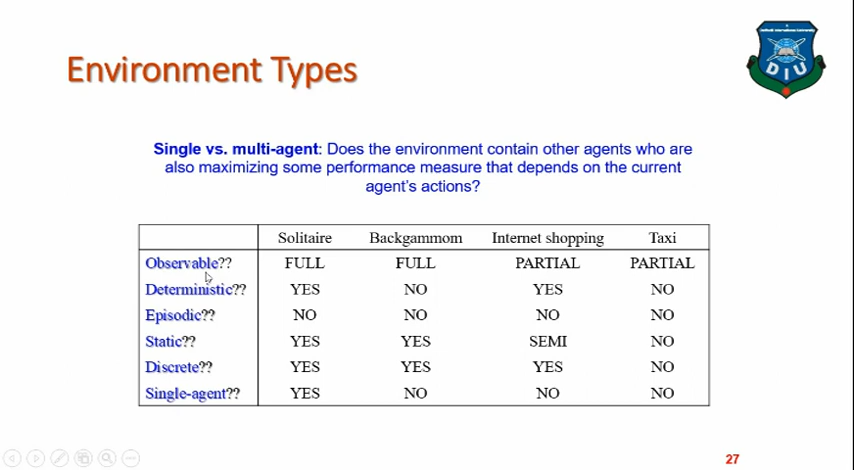 Environment Types
DIU
Single vs. multi-agent: Does the environment contain other agents who are
also maximizing some performance measure that depends on the current
agent's actions?
Solitaire Backgammom Internet shopping Taxi
Observable?? FULL FULL PARTIAL PARTIAL
Deterministic?? YES NO YES NO
Episodic?? NO NO NO NO
Static?? YES YES SEMI NO
Discrete?? YES YES YES NO
Single-agent?? YES NO NO NO
27